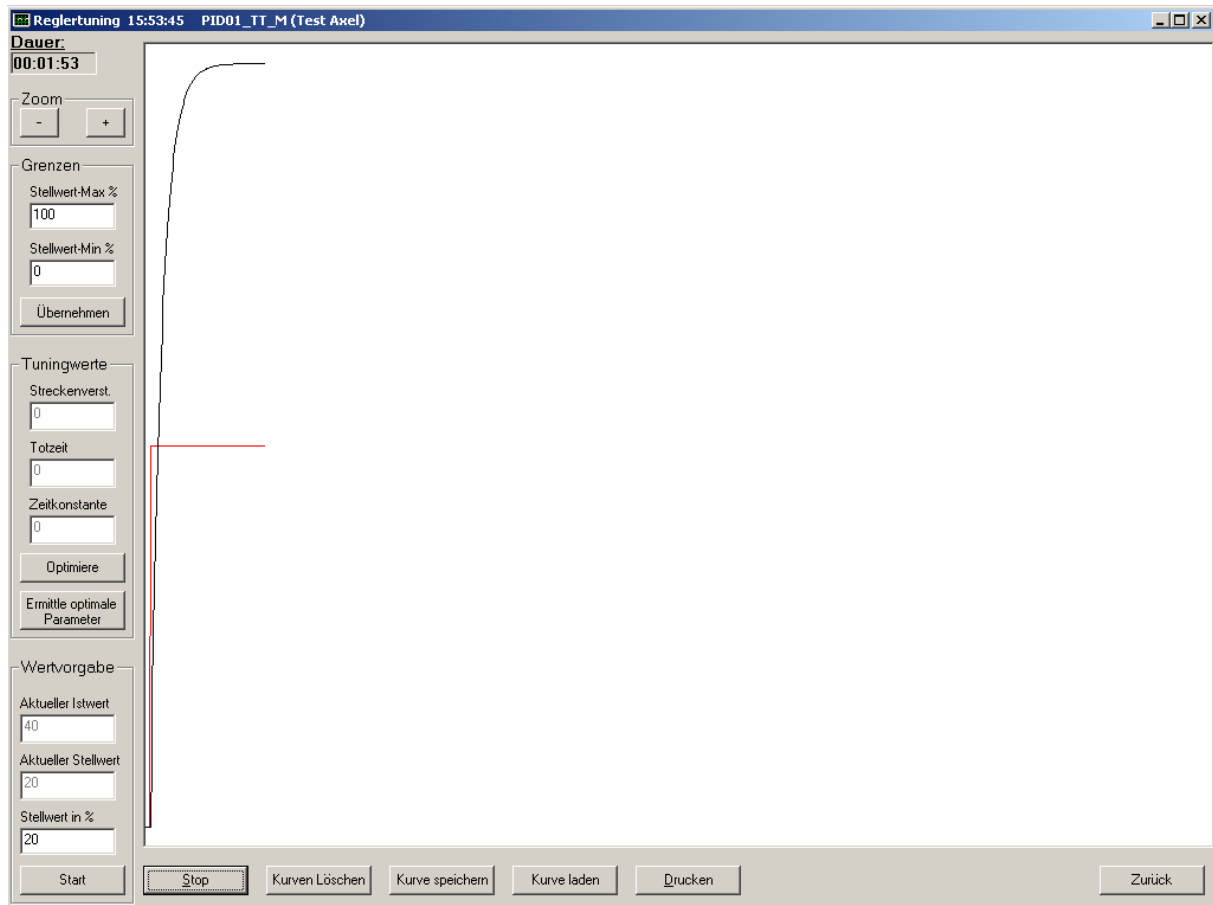 Reglertuning 15:53:45 PID01_TT_M (Test Axel)
Dauer:
00:01:53
Zoom
- +
Grenzen
Stellwert-Max %
100
Stellwert-Min %
0
Übernehmen
Tuningwerte
Streckenverst.
0
Totzeit
0
Zeitkonstante
0
Optimiere
Ermittle optimale
Parameter
Wertvorgabe
Aktueller Istwert
40
Aktueller Stellwert
20
Stellwert in %
20
Start Stop Kurven Löschen Kurve speichern Kurve laden Drucken Zurück